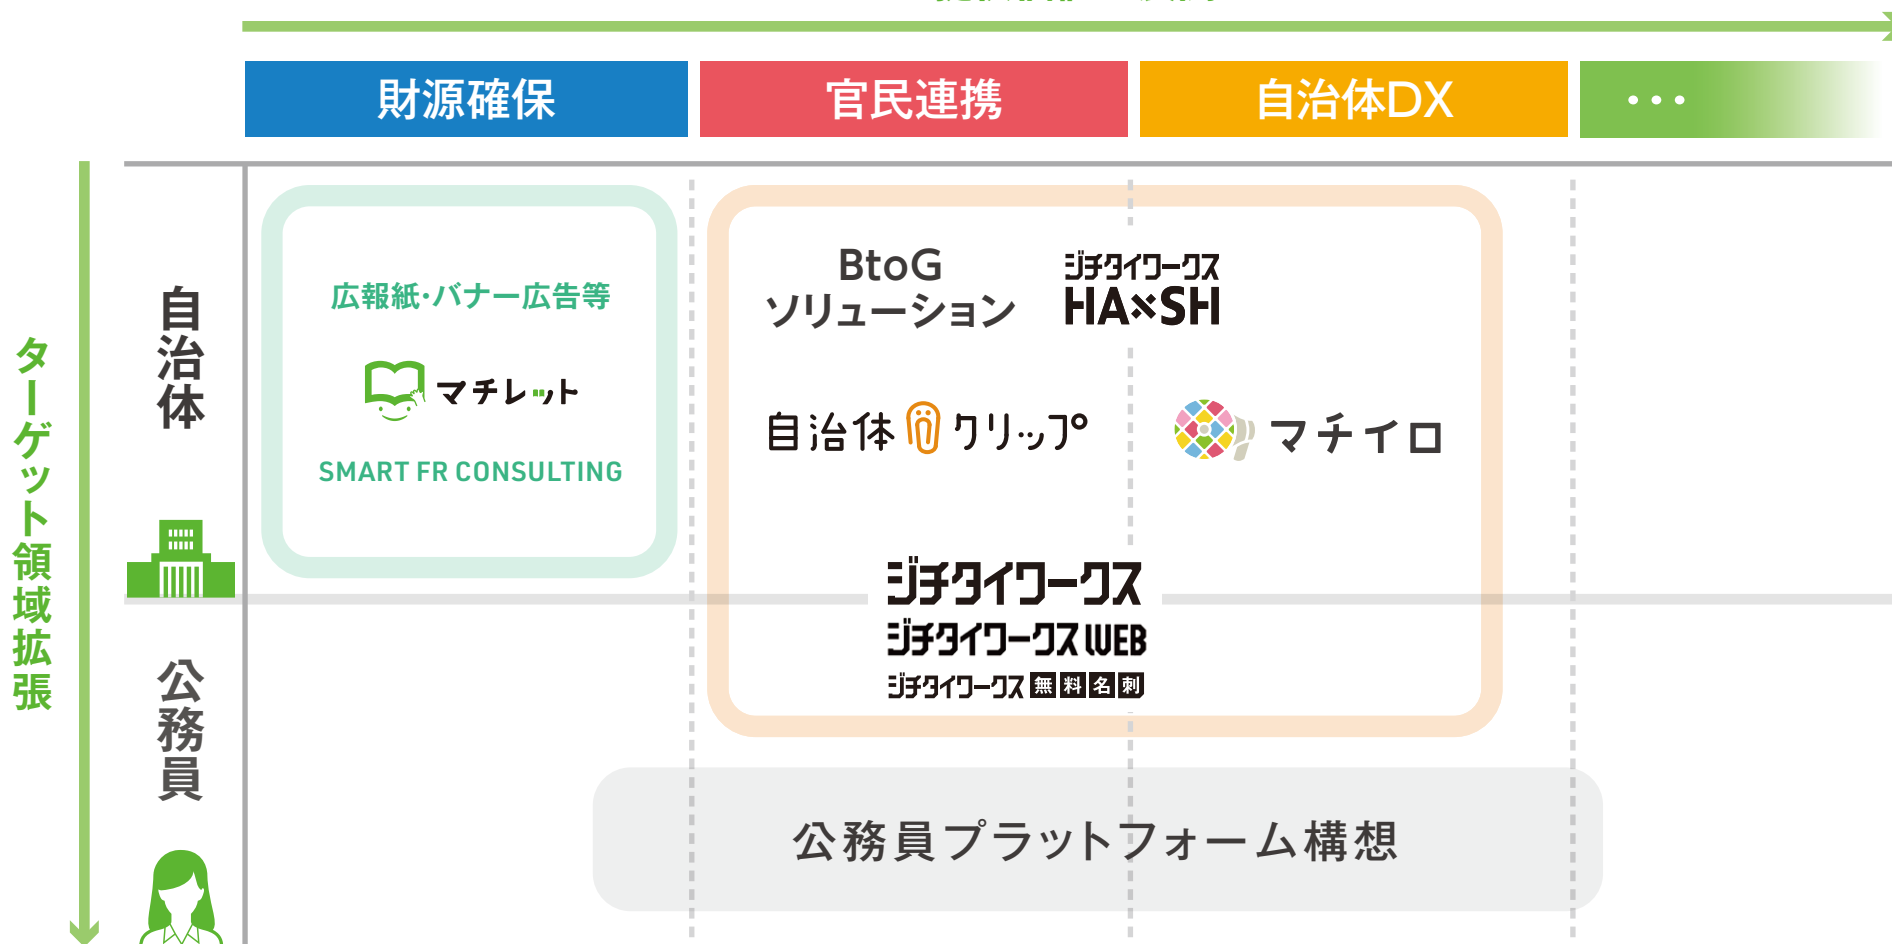 財源確保
官民連携
自治体DX
...
ターゲット領域拡張
自治体
広報紙・バナー広告等
マチレット
SMART FR CONSULTING
BtoG
ソリューション
ジチタイワークス
HA×SH
自治体クリップ
マチイロ
公務員
ジチタイワークス
ジチタイワークス WEB
ジチタイワークス 無料名刺
公務員プラットフォーム構想